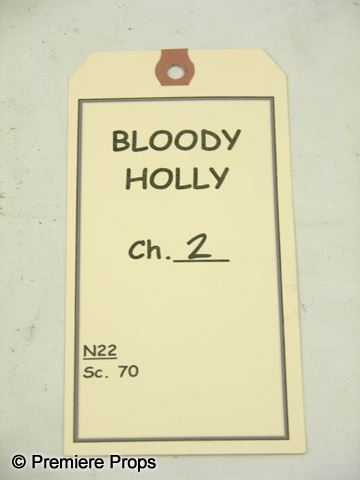 BLOODY
HOLLY
Ch. 2
N22
Sc. 70
© Premiere Props